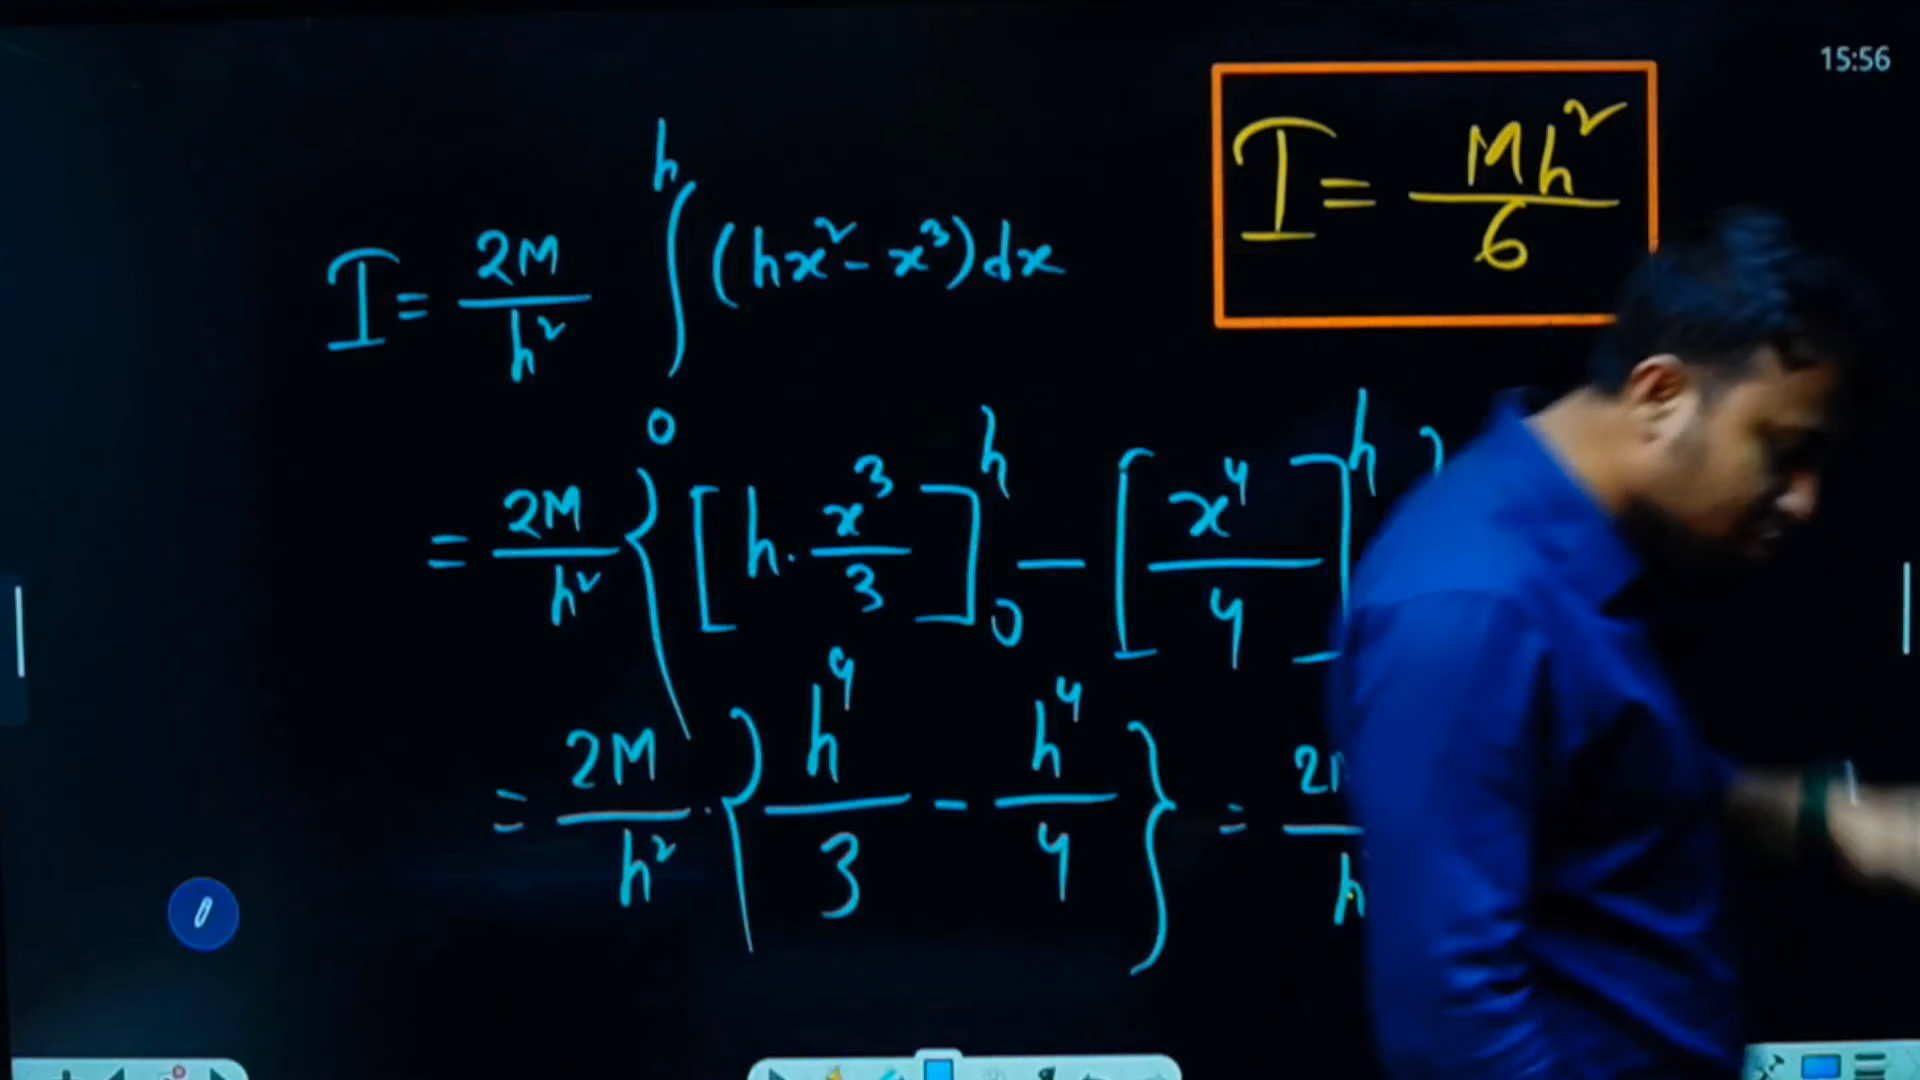 15:56
I = Mh²/6
I = 2M/h² ∫₀ʰ (hx² - x³) dx
= 2M/h² { [h · x³/3]₀ʰ - [x⁴/4]ʰ }
= 2M/h² · { h⁴/3 - h⁴/4 } = 2M/h